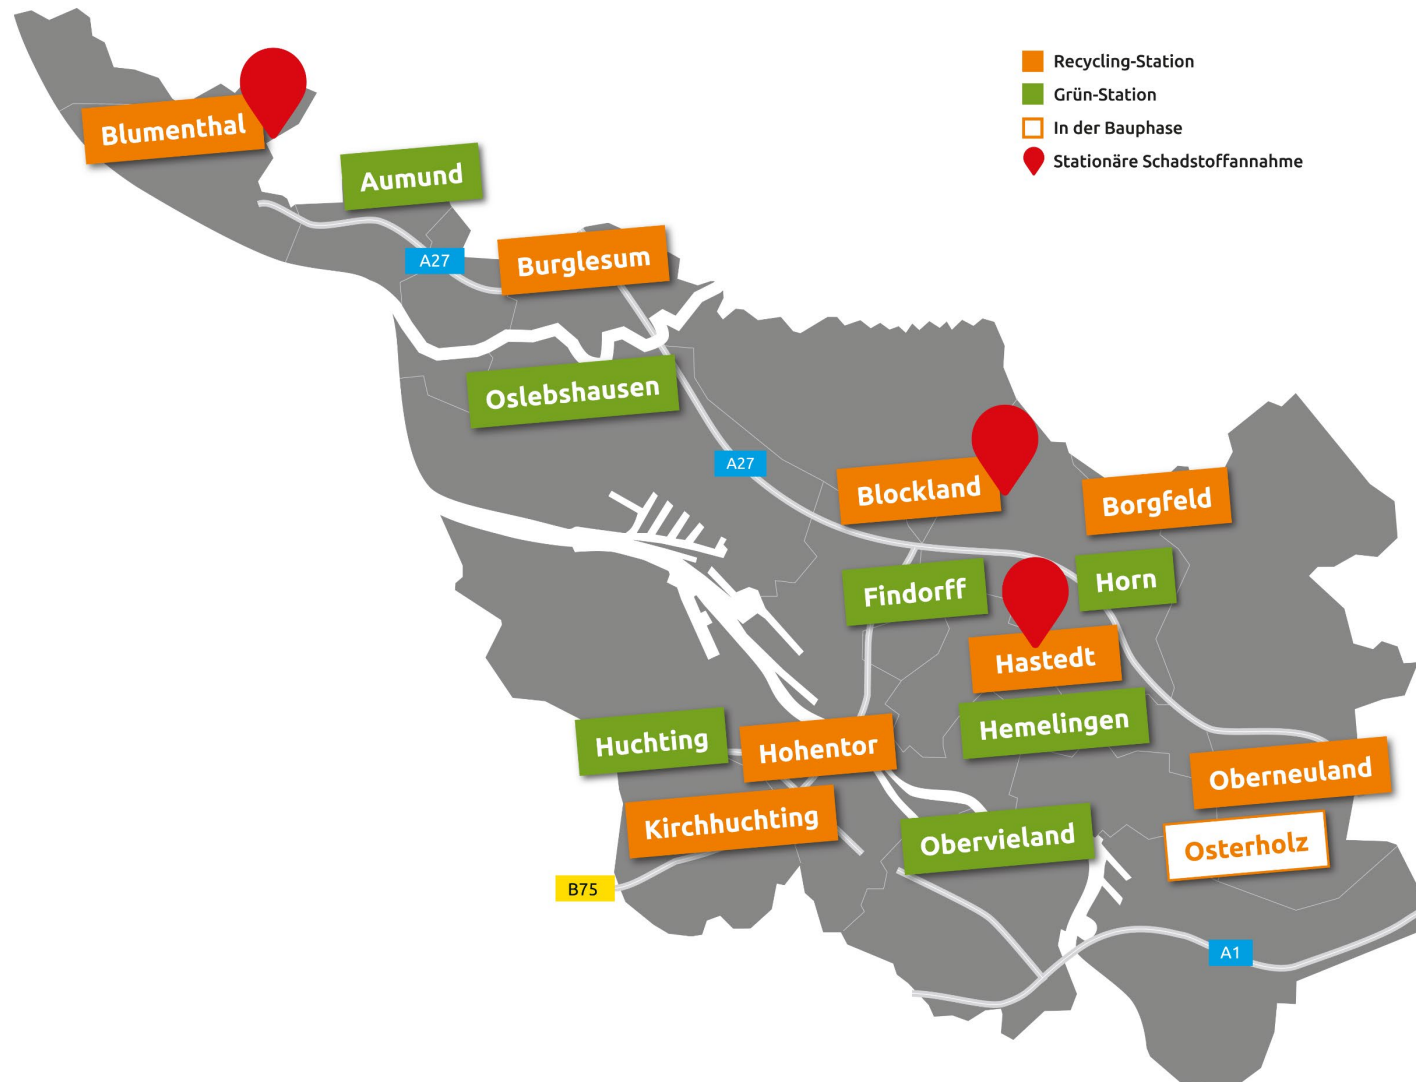 Recycling-Station
Grün-Station
In der Bauphase
Stationäre Schadstoffannahme
Blumenthal
Aumund
A27
Burglesum
Oslebshausen
A27
Blockland
Borgfeld
Findorff
Horn
Hastedt
Hemelingen
Huchting
Hohentor
Oberneuland
Kirchhuchting
Obervieland
Osterholz
B75
A1